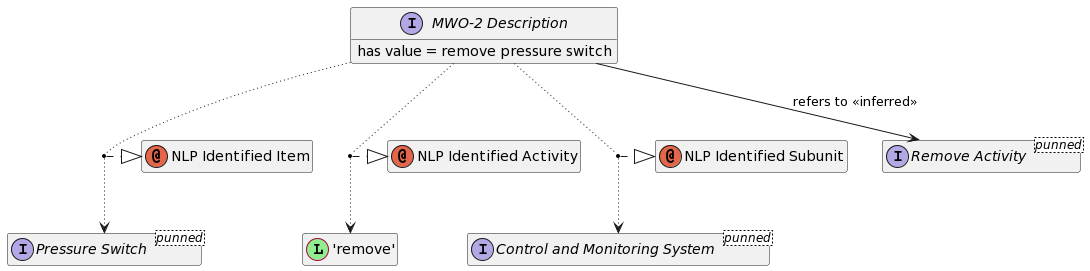 I MWO-2 Description
has value = remove pressure switch
refers to «inferred»
@ NLP Identified Item
@ NLP Identified Activity
@ NLP Identified Subunit
I Remove Activity punned
I Pressure Switch punned
L 'remove'
I Control and Monitoring System punned